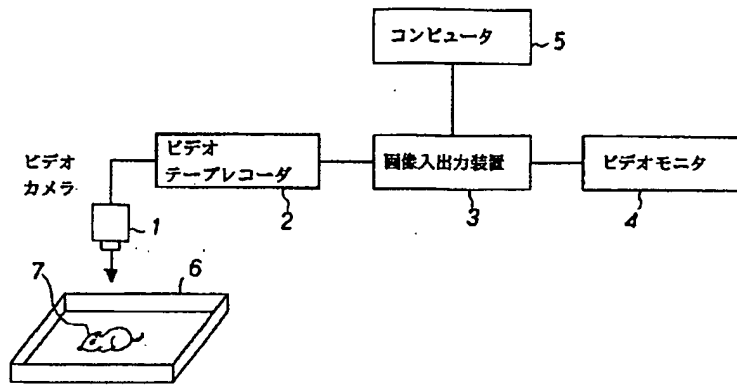 コンピュータ
5
ビデオ
カメラ
1
ビデオ
テープレコーダ
2
画像入出力装置
3
ビデオモニタ
4
7
6